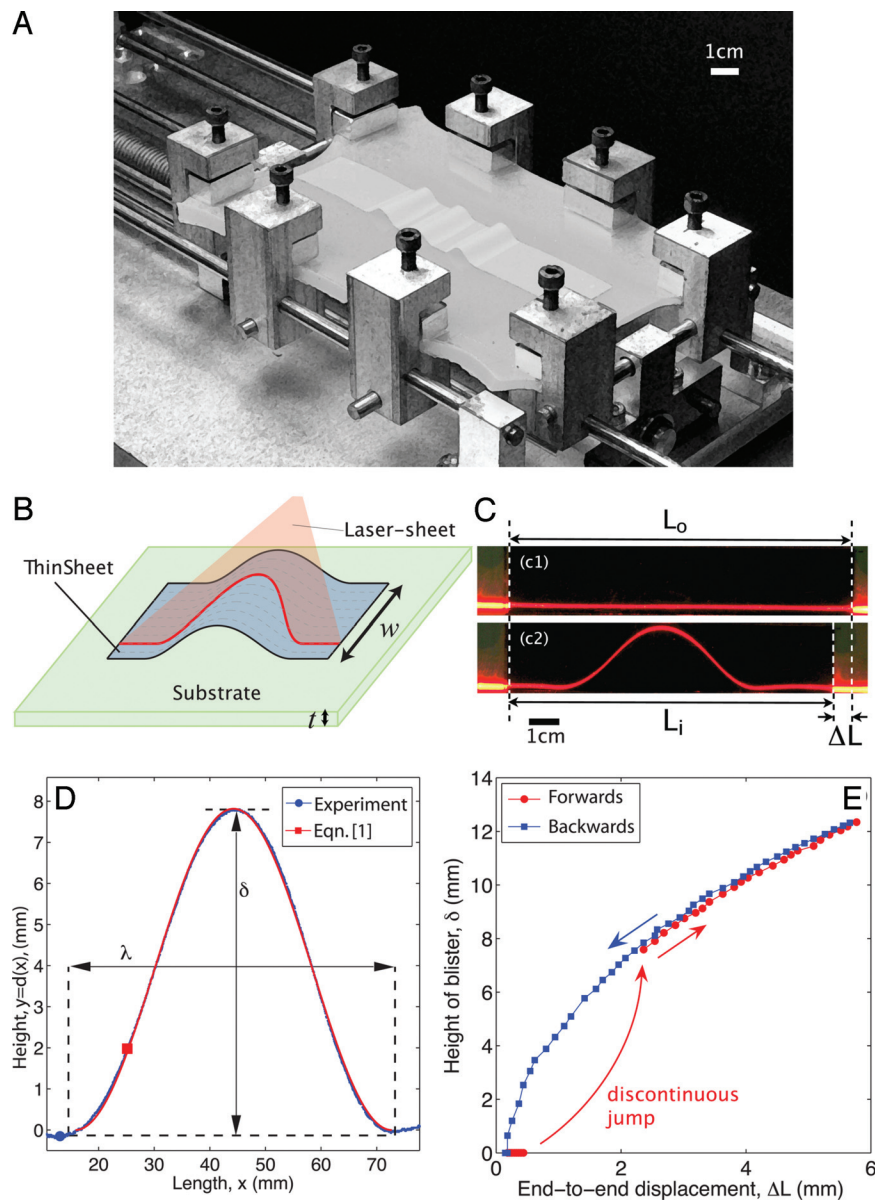 A
1cm
B
Laser-sheet
ThinSheet
w
Substrate
t
C
L₀
(c1)
(c2)
1cm
Lᵢ
ΔL
D
8
7
6
5
4
3
2
1
0
20 30 40 50 60 70
Height, y=d(x), (mm)
Length, x (mm)
Experiment
Eqn. [1]
δ
λ
E
14
12
10
8
6
4
2
0
0 2 4 6
Height of blister, δ (mm)
End-to-end displacement, ΔL (mm)
Forwards
Backwards
discontinuous
jump